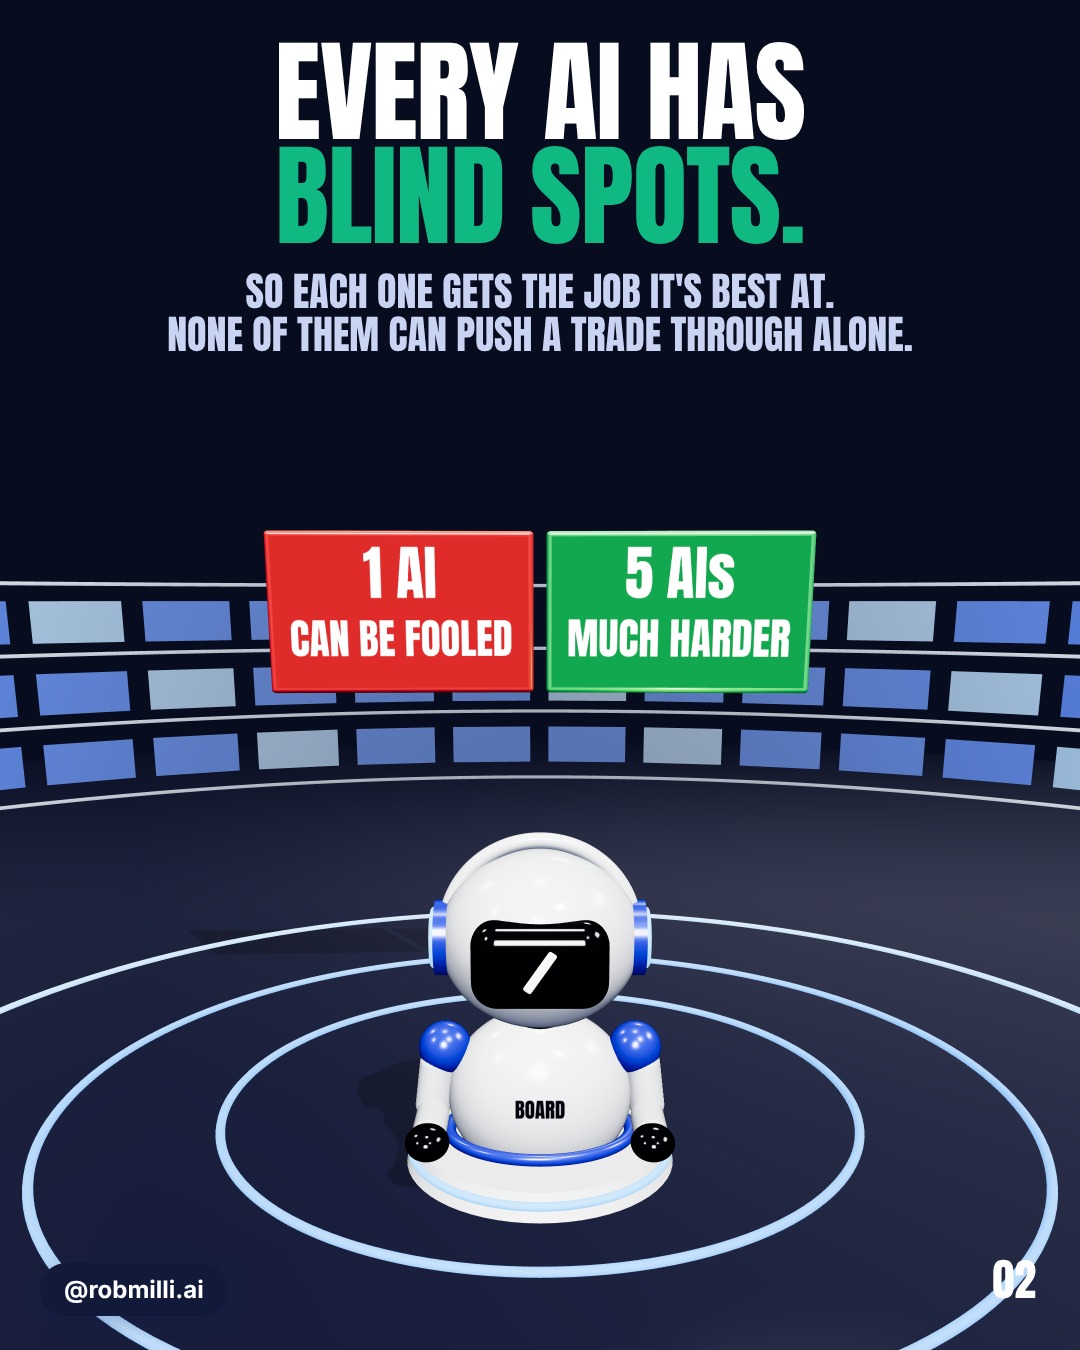 EVERY AI HAS
BLIND SPOTS.
SO EACH ONE GETS THE JOB IT'S BEST AT.
NONE OF THEM CAN PUSH A TRADE THROUGH ALONE.
1 AI
CAN BE FOOLED
5 AIs
MUCH HARDER
BOARD
@robmilli.ai
02